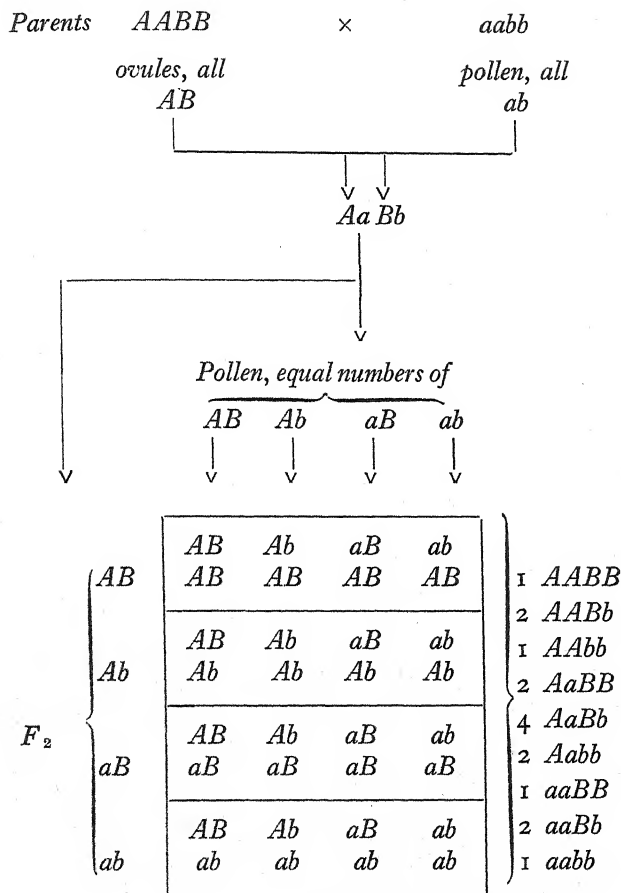 Parents AABB × aabb
ovules, all pollen, all
AB ab
Aa Bb
Pollen, equal numbers of
AB Ab aB ab
AB Ab aB ab
AB AB AB AB AB 1 AABB
2 AABb
AB Ab aB ab 1 AAbb
Ab Ab Ab Ab Ab 2 AaBB
F2 AB Ab aB ab 4 AaBb
aB aB aB aB aB 2 Aabb
1 aaBB
AB Ab aB ab 2 aaBb
ab ab ab ab ab 1 aabb